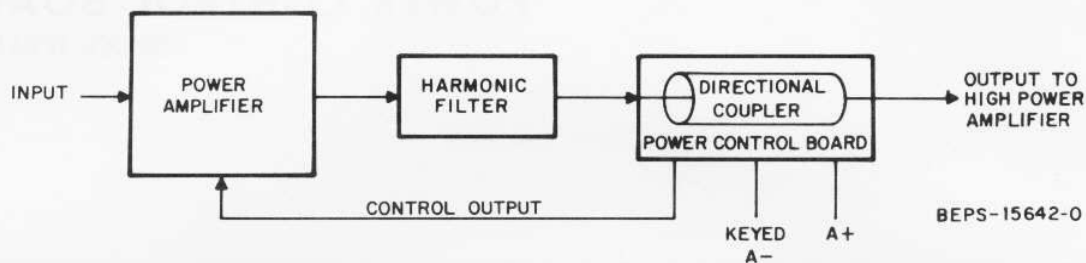 INPUT
POWER
AMPLIFIER
HARMONIC
FILTER
DIRECTIONAL
COUPLER
POWER CONTROL BOARD
OUTPUT TO
HIGH POWER
AMPLIFIER
CONTROL OUTPUT
KEYED
A-
A+
BEPS-15642-0